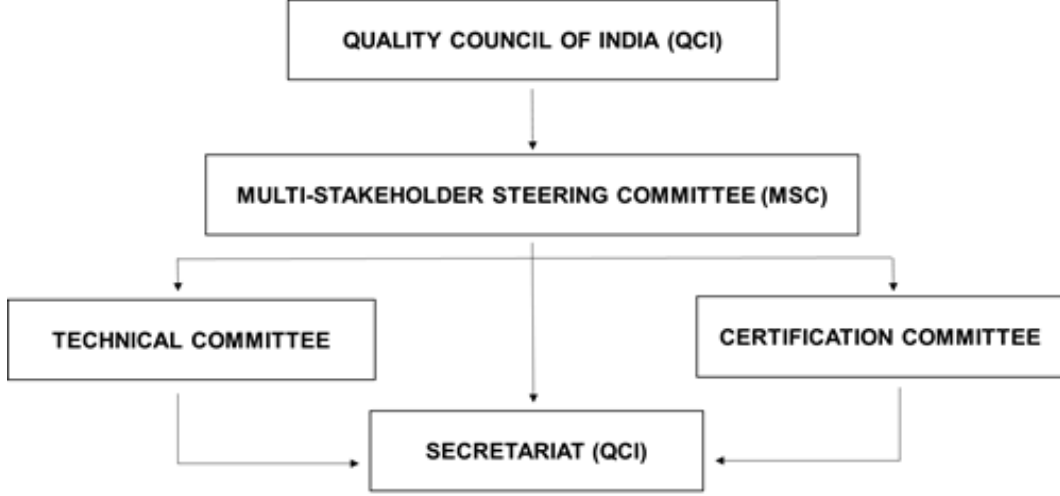 QUALITY COUNCIL OF INDIA (QCI)
MULTI-STAKEHOLDER STEERING COMMITTEE (MSC)
TECHNICAL COMMITTEE
CERTIFICATION COMMITTEE
SECRETARIAT (QCI)